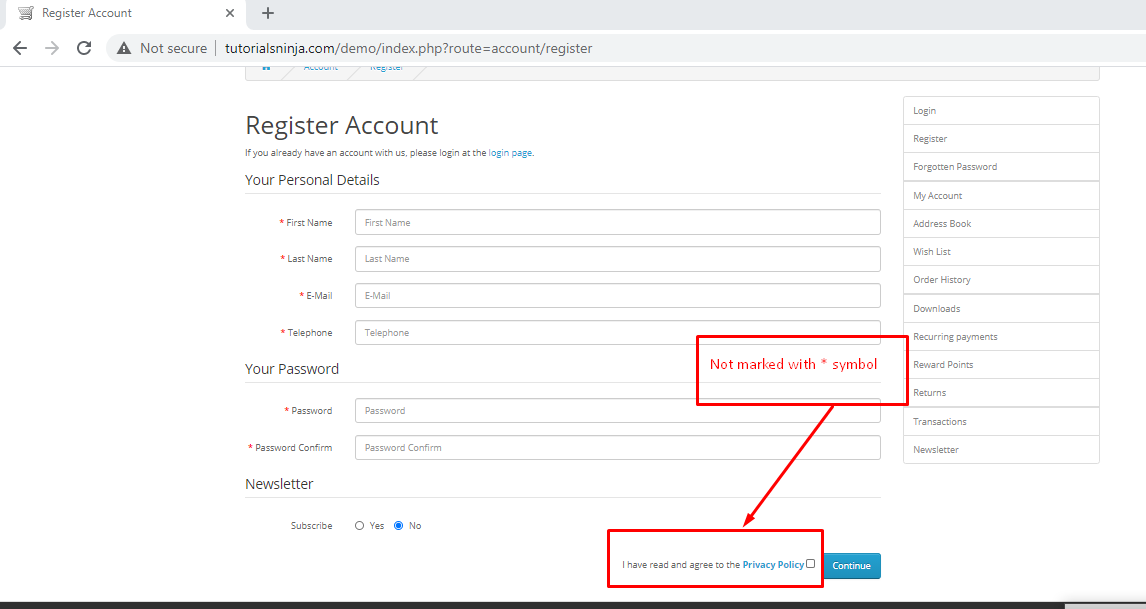 Register Account
Not secure | tutorialsninja.com/demo/index.php?route=account/register
Account
Register
Register Account
If you already have an account with us, please login at the login page.
Your Personal Details
* First Name
First Name
* Last Name
Last Name
* E-Mail
E-Mail
* Telephone
Telephone
Your Password
Not marked with * symbol
* Password
Password
* Password Confirm
Password Confirm
Newsletter
Subscribe Yes No
I have read and agree to the Privacy Policy
Continue
Login
Register
Forgotten Password
My Account
Address Book
Wish List
Order History
Downloads
Recurring payments
Reward Points
Returns
Transactions
Newsletter